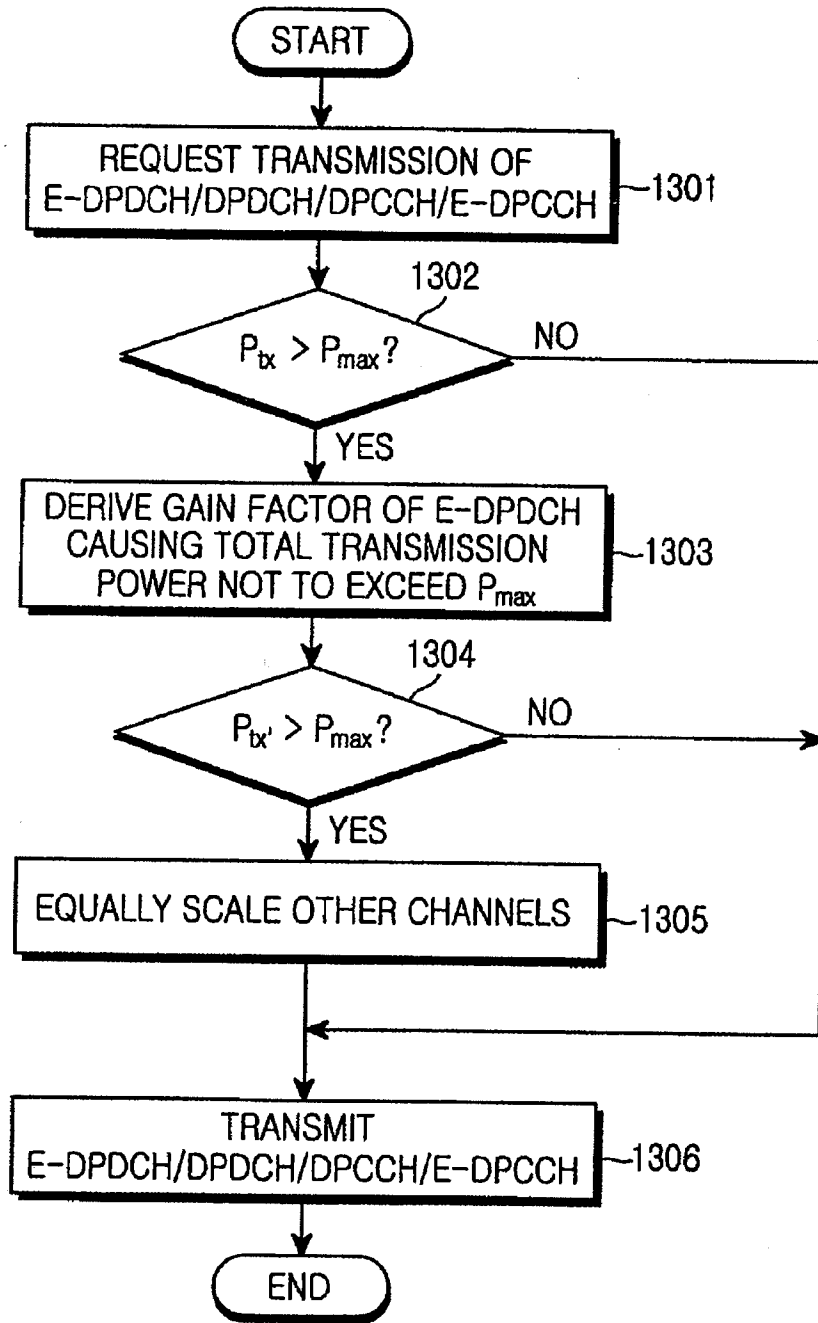 START
REQUEST TRANSMISSION OF
E-DPDCH/DPDCH/DPCCH/E-DPCCH
1301
1302
Ptx > Pmax?
NO
YES
DERIVE GAIN FACTOR OF E-DPDCH
CAUSING TOTAL TRANSMISSION
POWER NOT TO EXCEED Pmax
1303
1304
Ptx' > Pmax?
NO
YES
EQUALLY SCALE OTHER CHANNELS
1305
TRANSMIT
E-DPDCH/DPDCH/DPCCH/E-DPCCH
1306
END